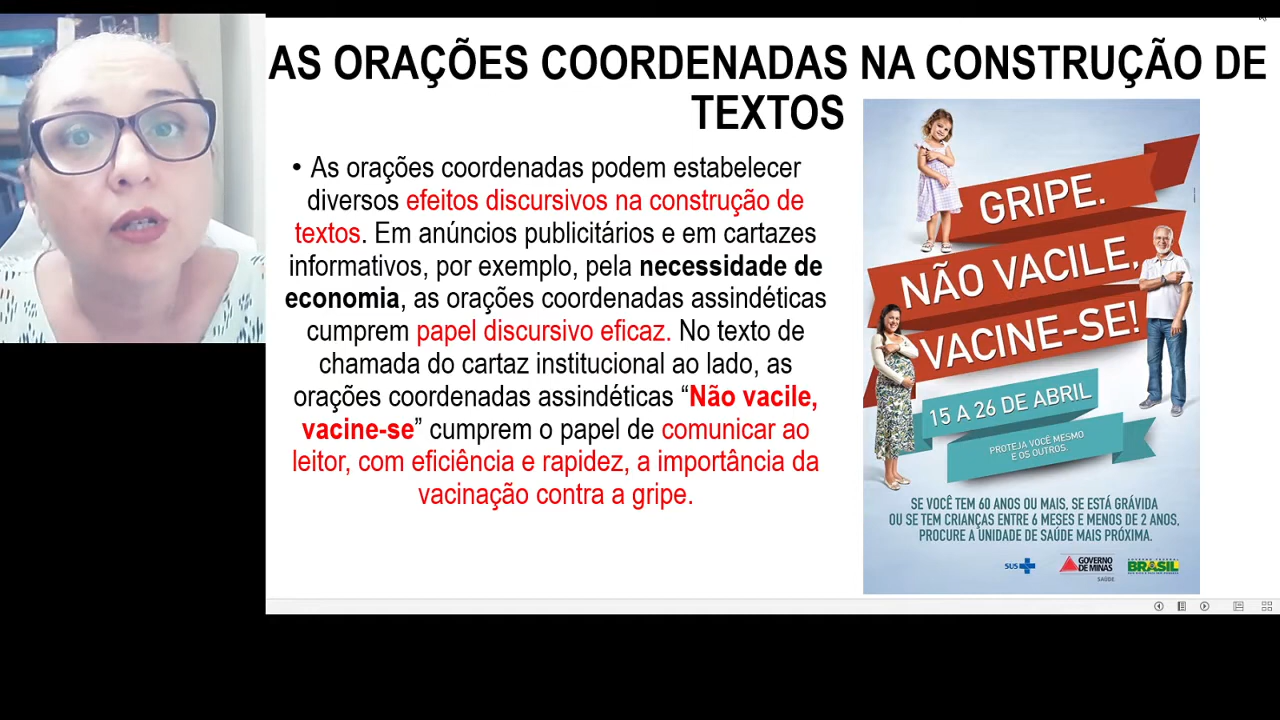 AS ORAÇÕES COORDENADAS NA CONSTRUÇÃO DE
TEXTOS
• As orações coordenadas podem estabelecer
diversos efeitos discursivos na construção de
textos. Em anúncios publicitários e em cartazes
informativos, por exemplo, pela necessidade de
economia, as orações coordenadas assindéticas
cumprem papel discursivo eficaz. No texto de
chamada do cartaz institucional ao lado, as
orações coordenadas assindéticas “Não vacile,
vacine-se” cumprem o papel de comunicar ao
leitor, com eficiência e rapidez, a importância da
vacinação contra a gripe.
GRIPE.
NÃO VACILE,
VACINE-SE!
15 A 26 DE ABRIL
PROTEJA VOCÊ MESMO
E OS OUTROS.
SE VOCÊ TEM 60 ANOS OU MAIS, SE ESTÁ GRÁVIDA
OU SE TEM CRIANÇAS ENTRE 6 MESES E MENOS DE 2 ANOS,
PROCURE A UNIDADE DE SAÚDE MAIS PRÓXIMA.
SUS
GOVERNO
DE MINAS
SAÚDE
GOVERNO FEDERAL
BRASIL